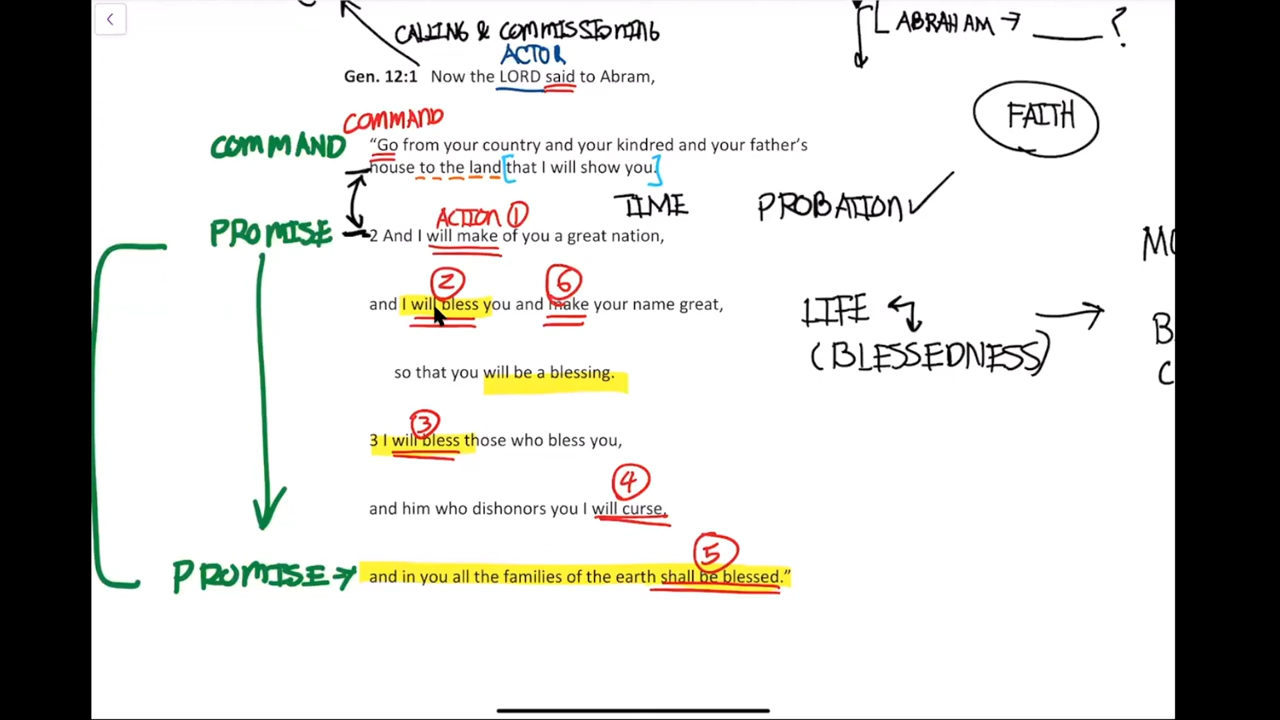 CALLING & COMMISSIONING
ABRAHAM → ____ ?
ACTOR
Gen. 12:1 Now the LORD said to Abram,
FAITH
COMMAND
COMMAND
“Go from your country and your kindred and your father’s
house to the land [that I will show you.]
TIME
PROBATION ✓
ACTION ①
PROMISE
2 And I will make of you a great nation,
② ⑥
and I will bless you and make your name great,
LIFE
(BLESSEDNESS)
so that you will be a blessing.
③
3 I will bless those who bless you,
④
and him who dishonors you I will curse,
⑤
PROMISE →
and in you all the families of the earth shall be blessed.”